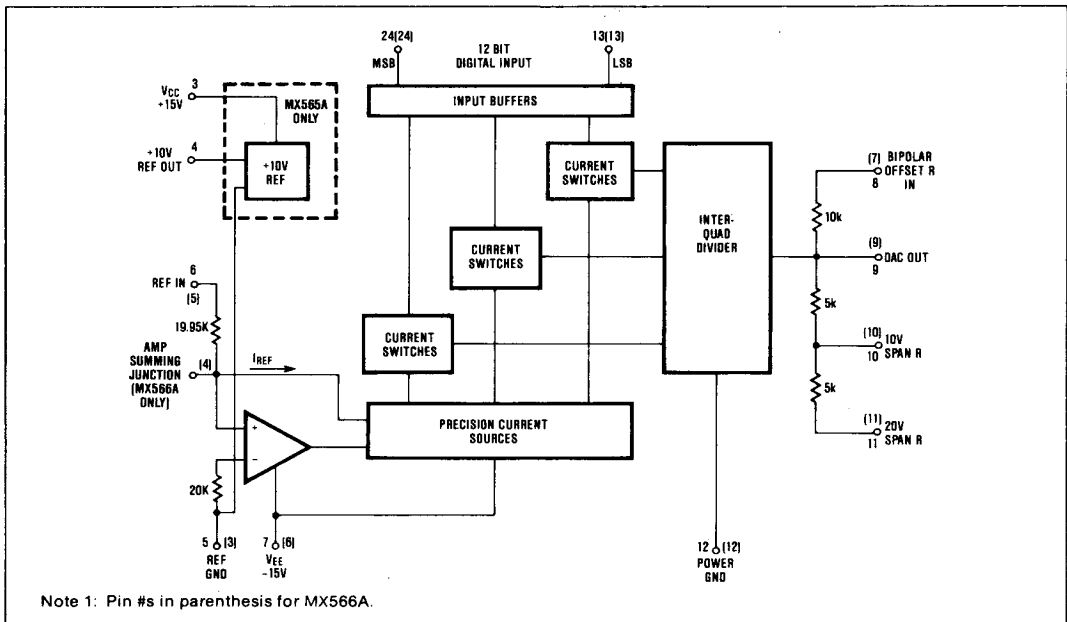 24(24)
MSB
12 BIT
DIGITAL INPUT
13(13)
LSB
INPUT BUFFERS
VCC
+15V
3
MX565A
ONLY
+10V
REF OUT
4
+10V
REF
CURRENT
SWITCHES
CURRENT
SWITCHES
CURRENT
SWITCHES
INTER-
QUAD
DIVIDER
(7) BIPOLAR
OFFSET R
8 IN
10k
(9)
DAC OUT
9
5k
(10)
10V
10 SPAN R
5k
(11)
20V
11 SPAN R
6
REF IN
(5)
19.95K
AMP
SUMMING
JUNCTION
(MX566A
ONLY)
(4)
IREF
PRECISION CURRENT
SOURCES
+
−
20K
5 (3)
REF
GND
7 (6)
VEE
−15V
12 (12)
POWER
GND
Note 1: Pin #s in parenthesis for MX566A.